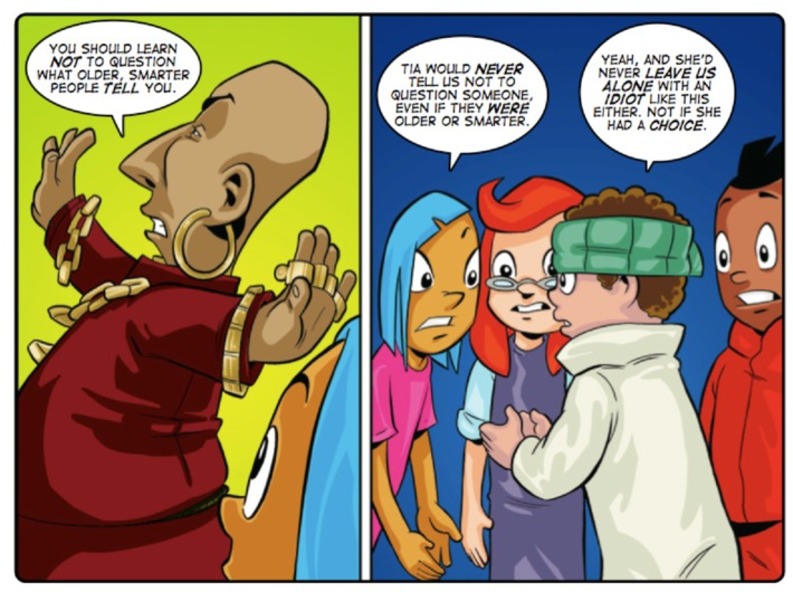 YOU SHOULD LEARN
NOT TO QUESTION
WHAT OLDER, SMARTER
PEOPLE TELL YOU.
TIA WOULD NEVER
TELL US NOT TO
QUESTION SOMEONE,
EVEN IF THEY WERE
OLDER OR SMARTER.
YEAH, AND SHE'D
NEVER LEAVE US
ALONE WITH AN
IDIOT LIKE THIS
EITHER. NOT IF SHE
HAD A CHOICE.